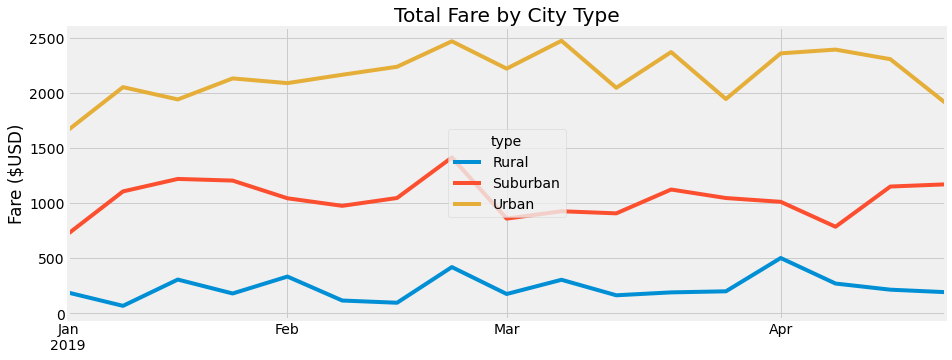 Total Fare by City Type
Fare ($USD)
2500
2000
1500
1000
500
0
type
Rural
Suburban
Urban
Jan
2019
Feb
Mar
Apr